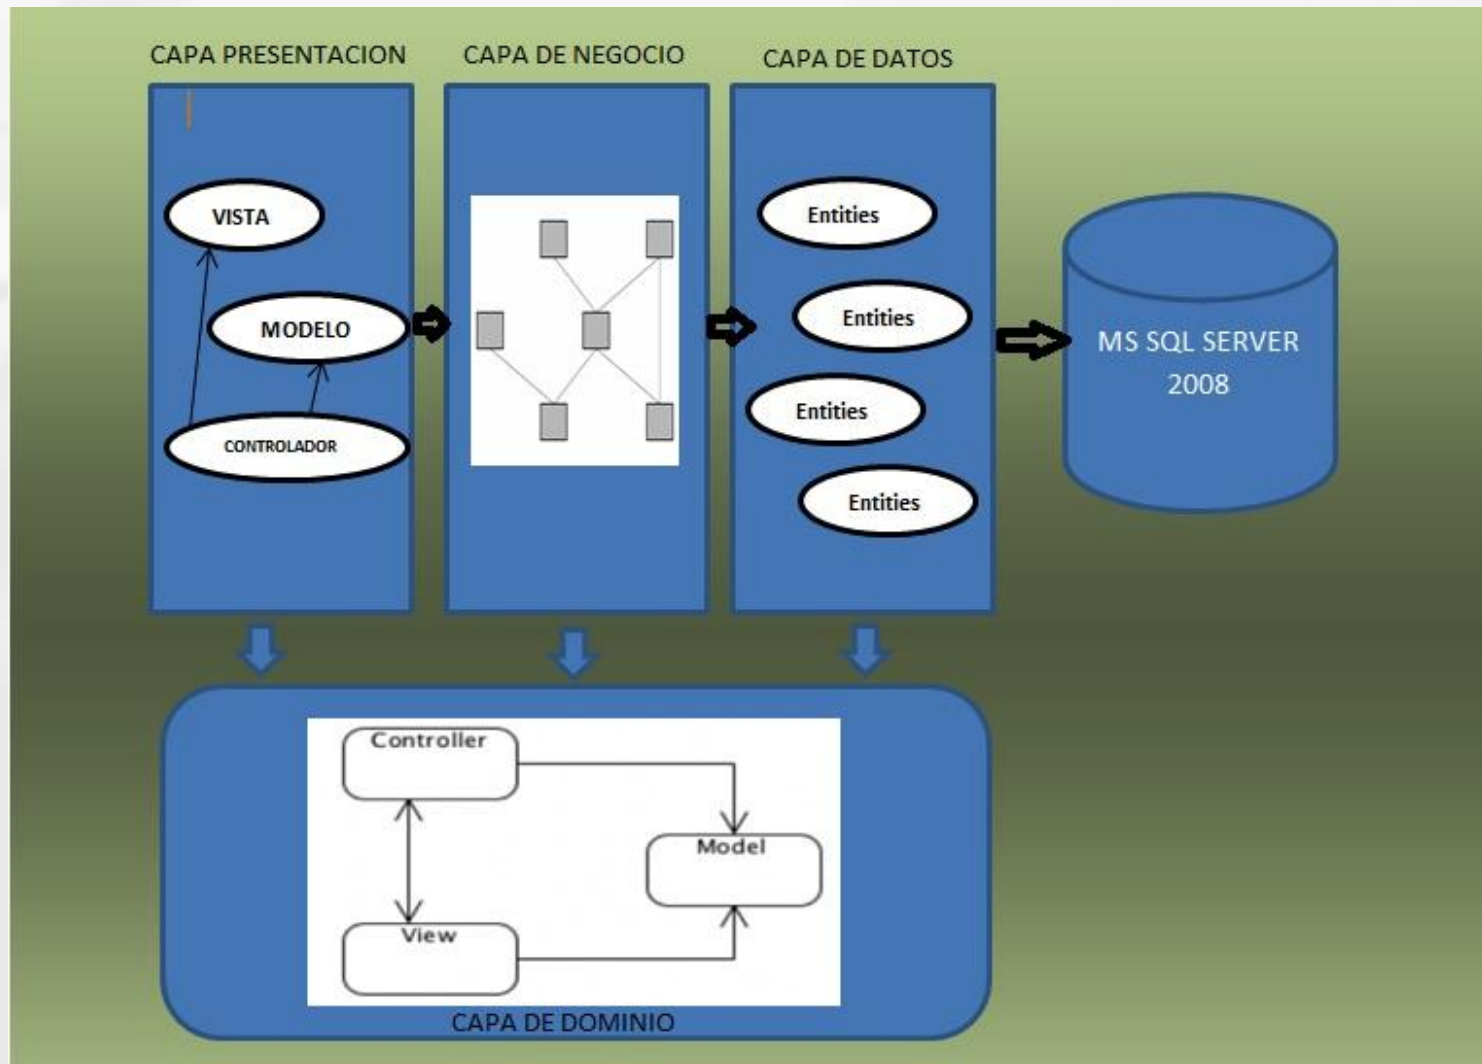 CAPA PRESENTACION
CAPA DE NEGOCIO
CAPA DE DATOS
VISTA
MODELO
CONTROLADOR
Entities
Entities
Entities
Entities
MS SQL SERVER
2008
Controller
Model
View
CAPA DE DOMINIO